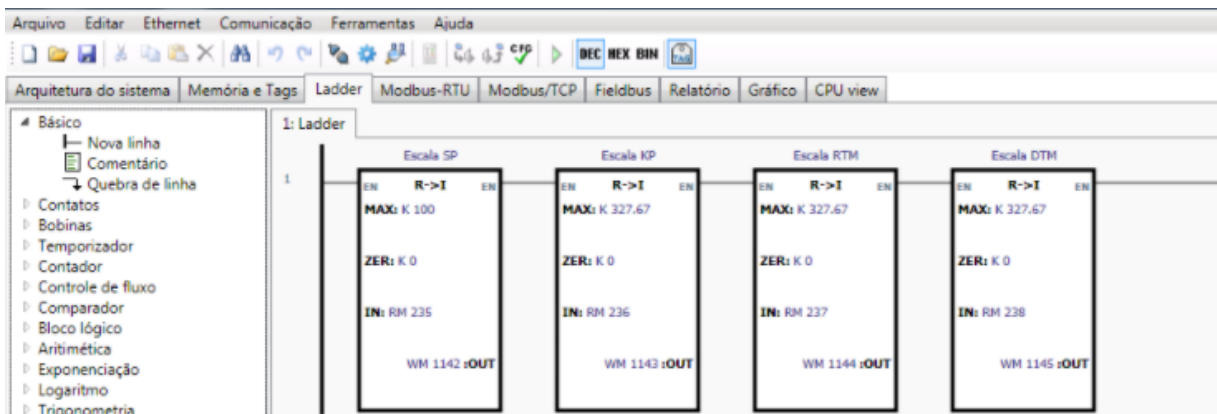 Arquivo Editar Ethernet Comunicação Ferramentas Ajuda
CFG DEC HEX BIN TAG
Arquitetura do sistema Memória e Tags Ladder Modbus-RTU Modbus/TCP Fieldbus Relatório Gráfico CPU view
Básico
Nova linha
Comentário
Quebra de linha
Contatos
Bobinas
Temporizador
Contador
Controle de fluxo
Comparador
Bloco lógico
Aritimética
Exponenciação
Logaritmo
Trigonometria
1: Ladder
1
Escala SP
EN R->I EN
MAX: K 100
ZER: K 0
IN: RM 235
WM 1142 :OUT
Escala KP
EN R->I EN
MAX: K 327.67
ZER: K 0
IN: RM 236
WM 1143 :OUT
Escala RTM
EN R->I EN
MAX: K 327.67
ZER: K 0
IN: RM 237
WM 1144 :OUT
Escala DTM
EN R->I EN
MAX: K 327.67
ZER: K 0
IN: RM 238
WM 1145 :OUT